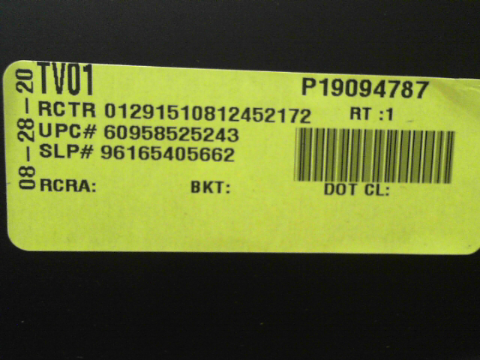 08-28-20
TV01 P19094787
RCTR 01291510812452172 RT :1
UPC# 60958525243
SLP# 96165405662
RCRA: BKT: DOT CL: